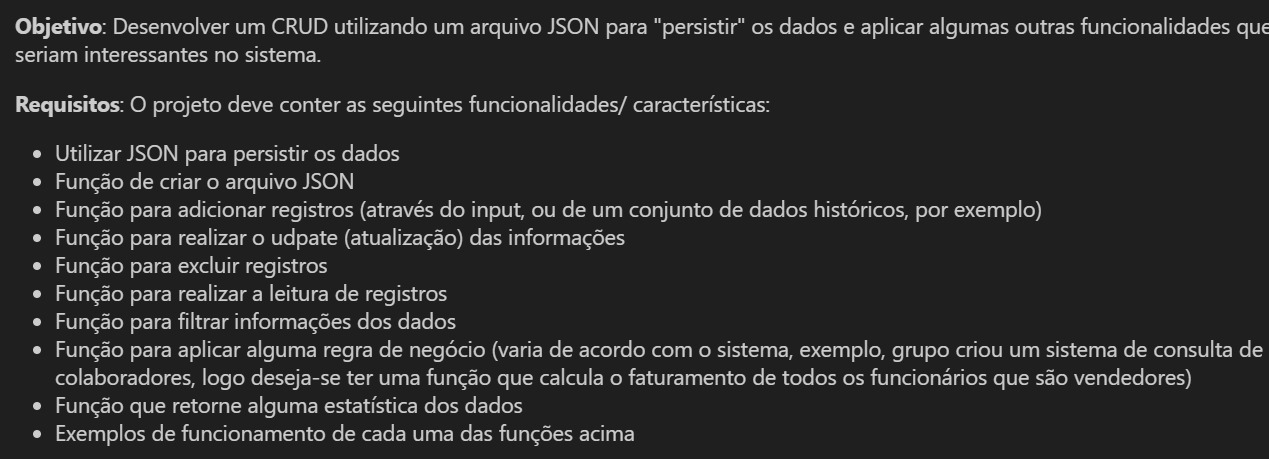 Objetivo: Desenvolver um CRUD utilizando um arquivo JSON para "persistir" os dados e aplicar algumas outras funcionalidades que
seriam interessantes no sistema.
Requisitos: O projeto deve conter as seguintes funcionalidades/ características:
• Utilizar JSON para persistir os dados
• Função de criar o arquivo JSON
• Função para adicionar registros (através do input, ou de um conjunto de dados históricos, por exemplo)
• Função para realizar o udpate (atualização) das informações
• Função para excluir registros
• Função para realizar a leitura de registros
• Função para filtrar informações dos dados
• Função para aplicar alguma regra de negócio (varia de acordo com o sistema, exemplo, grupo criou um sistema de consulta de
colaboradores, logo deseja-se ter uma função que calcula o faturamento de todos os funcionários que são vendedores)
• Função que retorne alguma estatística dos dados
• Exemplos de funcionamento de cada uma das funções acima